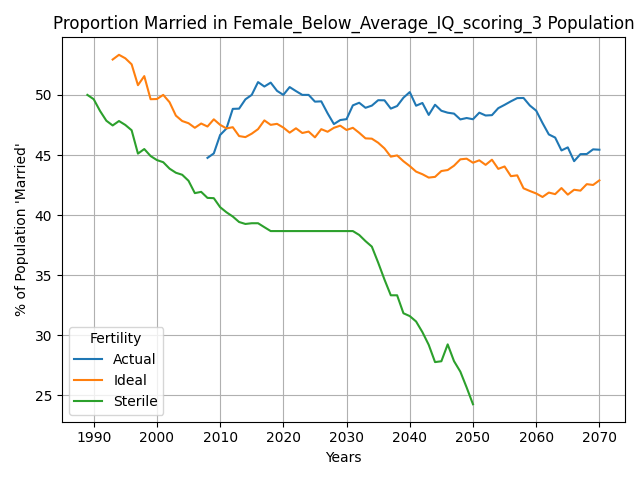 Proportion Married in Female_Below_Average_IQ_scoring_3 Population
% of Population 'Married'
50
45
40
35
30
25
Fertility
Actual
Ideal
Sterile
1990 2000 2010 2020 2030 2040 2050 2060 2070
Years